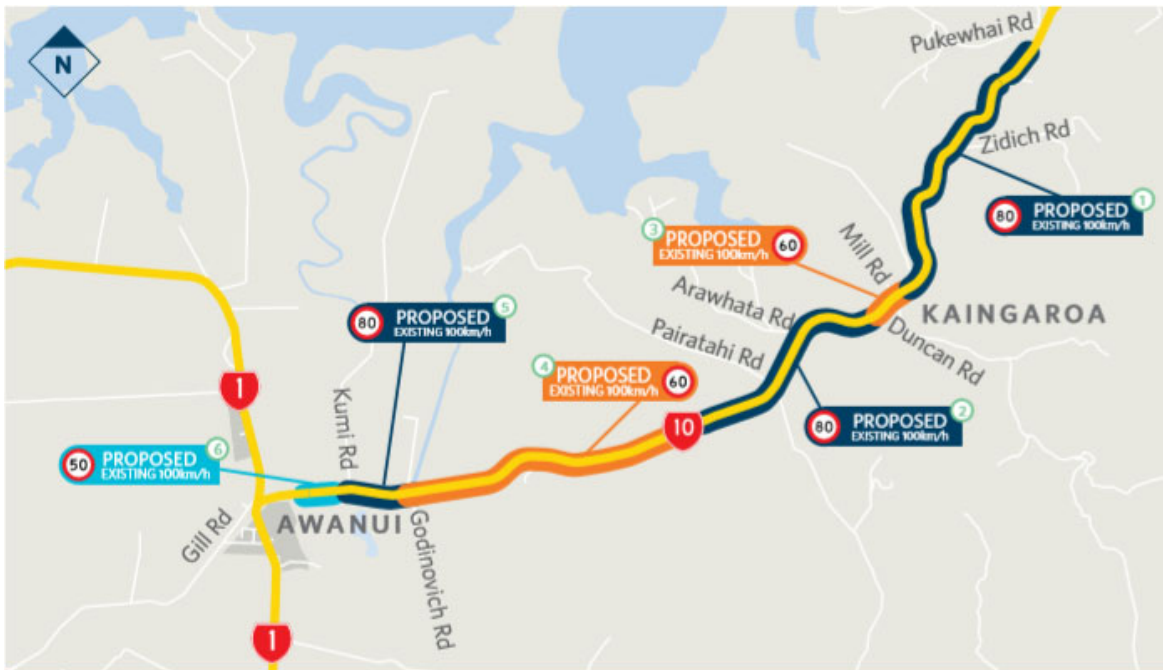 N
Pukewhai Rd
Zidich Rd
1
80 PROPOSED
EXISTING 100km/h
3
PROPOSED 60
EXISTING 100km/h
Mill Rd
KAINGAROA
Arawhata Rd
Duncan Rd
Pairatahi Rd
5
80 PROPOSED
EXISTING 100km/h
4
PROPOSED 60
EXISTING 100km/h
1
Kumi Rd
10
2
80 PROPOSED
EXISTING 100km/h
6
50 PROPOSED
EXISTING 100km/h
AWANUI
Gill Rd
Godinovich Rd
1